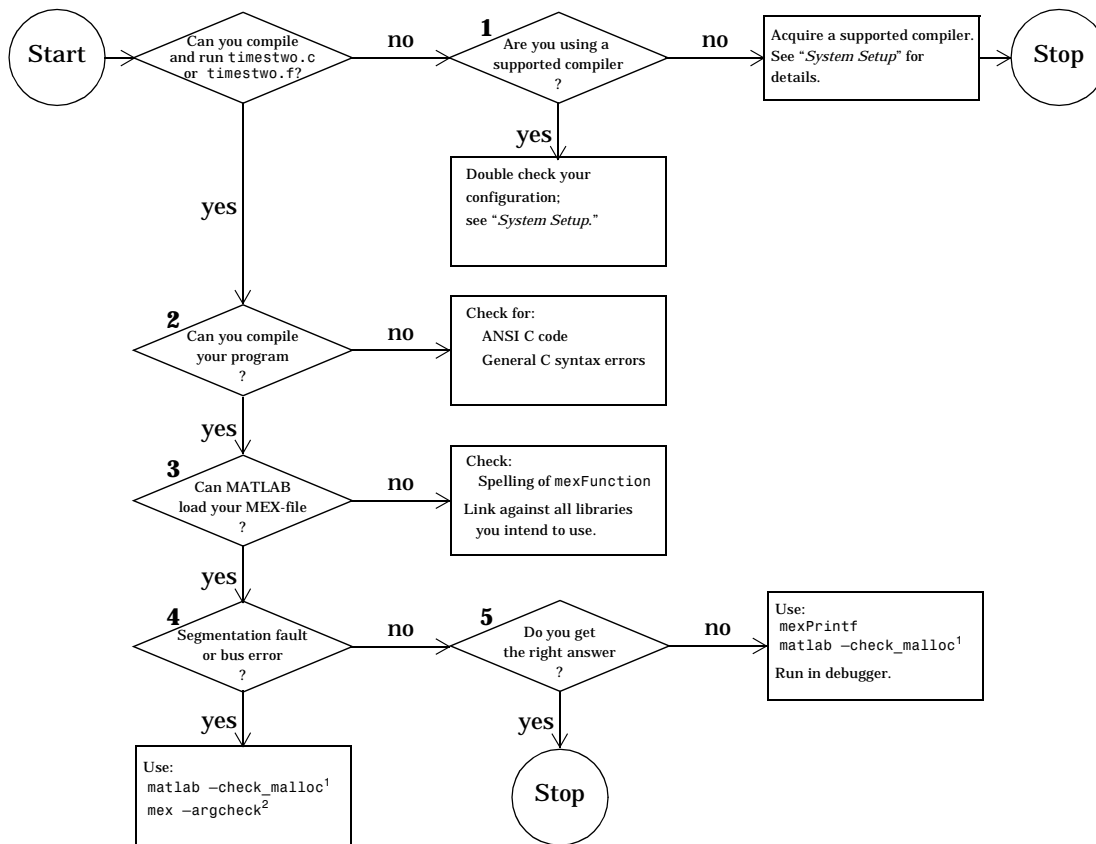 Start
Can you compile
and run timestwo.c
or timestwo.f?
no
1
Are you using a
supported compiler
?
no
Acquire a supported compiler.
See “System Setup” for
details.
Stop
yes
Double check your
configuration;
see “System Setup.”
yes
2
Can you compile
your program
?
no
Check for:
ANSI C code
General C syntax errors
yes
3
Can MATLAB
load your MEX-file
?
no
Check:
Spelling of mexFunction
Link against all libraries
you intend to use.
yes
4
Segmentation fault
or bus error
?
no
5
Do you get
the right answer
?
no
Use:
mexPrintf
matlab –check_malloc¹
Run in debugger.
yes
Use:
matlab –check_malloc¹
mex –argcheck²
yes
Stop